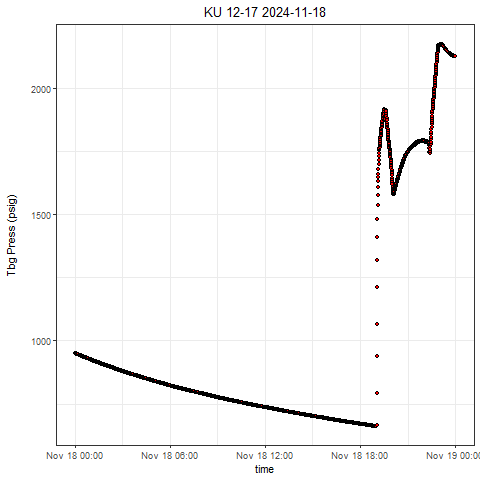 KU 12-17 2024-11-18
Tbg Press (psig)
2000
1500
1000
Nov 18 00:00 Nov 18 06:00 Nov 18 12:00 Nov 18 18:00 Nov 19 00:00
time